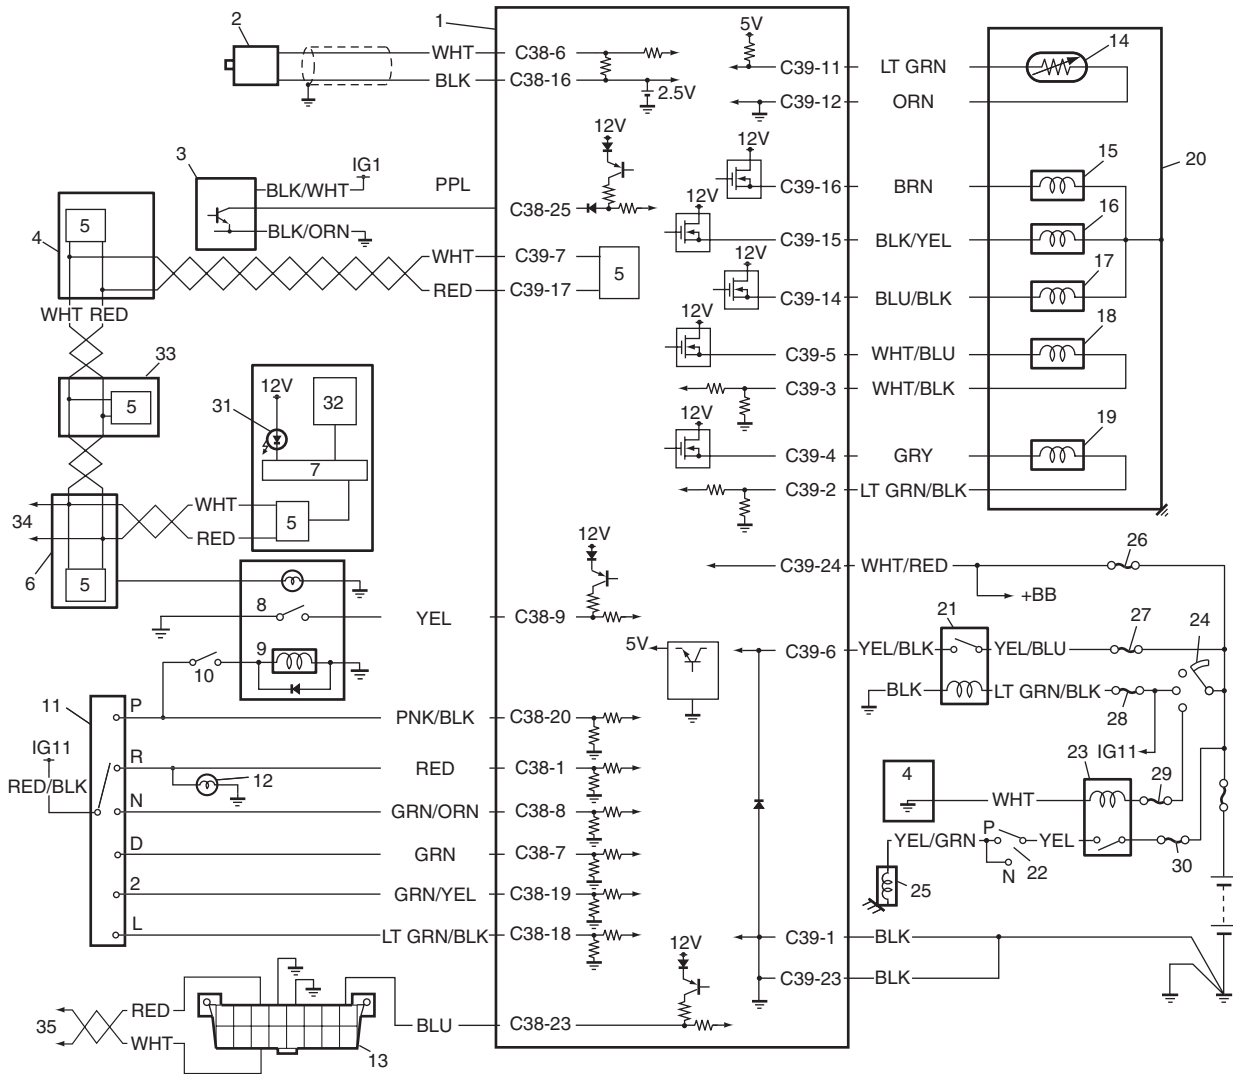 1
2
WHT
C38-6
BLK
C38-16
2.5V
5V
C39-11
LT GRN
14
C39-12
ORN
20
3
IG1
BLK/WHT
PPL
12V
C38-25
BLK/ORN
12V
C39-16
BRN
15
12V
C39-15
BLK/YEL
16
4
5
WHT
C39-7
RED
C39-17
5
12V
C39-14
BLU/BLK
17
WHT RED
12V
C39-5
WHT/BLU
18
33
5
C39-3
WHT/BLK
31
12V
32
7
12V
C39-4
GRY
19
C39-2
LT GRN/BLK
34
WHT
RED
5
6
5
12V
C39-24
WHT/RED
26
+BB
8
YEL
C38-9
21
27
24
5V
C39-6
YEL/BLK
YEL/BLU
9
10
BLK
LT GRN/BLK
28
11
P
PNK/BLK
C38-20
IG11
IG11
RED/BLK
R
12
RED
C38-1
23
4
WHT
29
N
GRN/ORN
C38-8
YEL/GRN
P
YEL
N
22
30
D
GRN
C38-7
25
2
GRN/YEL
C38-19
L
LT GRN/BLK
C38-18
12V
C39-1
BLK
C39-23
BLK
35
RED
WHT
13
BLU
C38-23